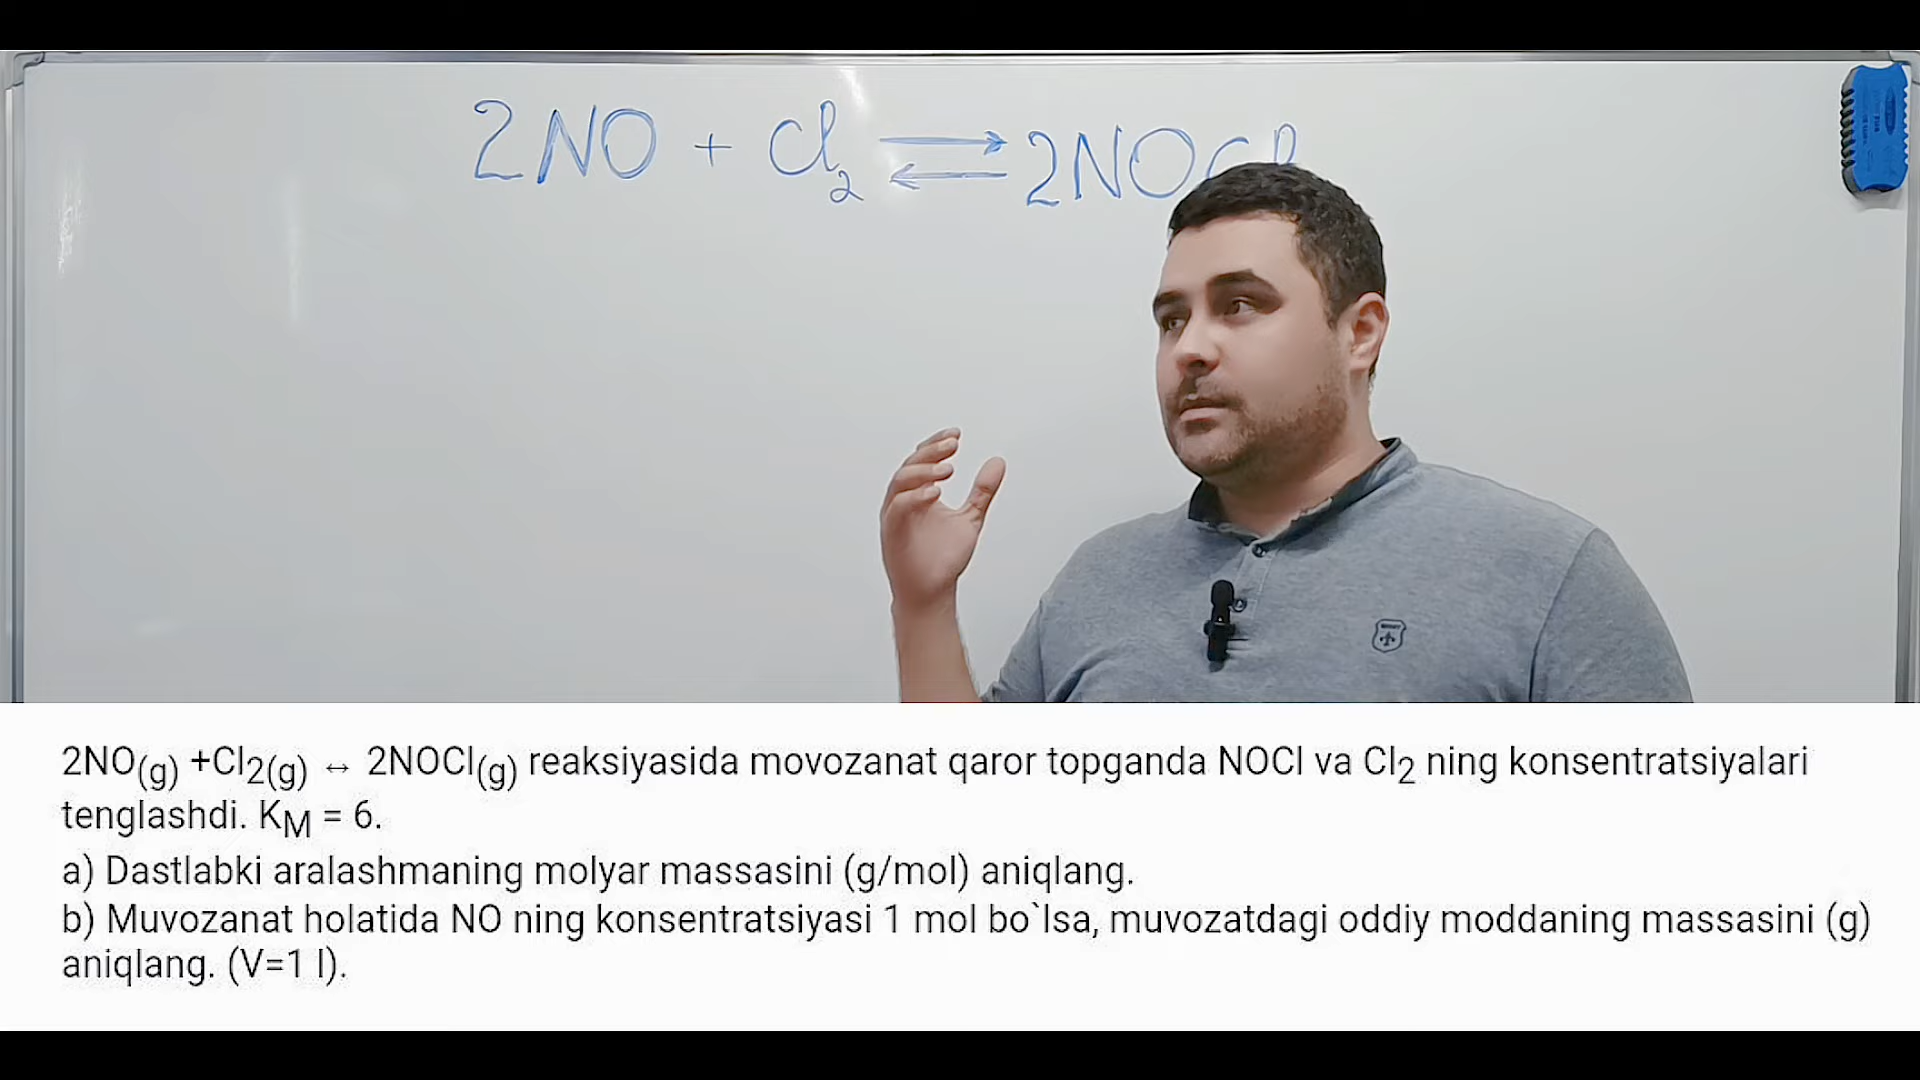 2NO + Cl2 ⇄ 2NOCl
2NO(g) +Cl2(g) ↔ 2NOCl(g) reaksiyasida movozanat qaror topganda NOCl va Cl2 ning konsentratsiyalari
tenglashdi. KM = 6.
a) Dastlabki aralashmaning molyar massasini (g/mol) aniqlang.
b) Muvozanat holatida NO ning konsentratsiyasi 1 mol bo`lsa, muvozatdagi oddiy moddaning massasini (g)
aniqlang. (V=1 l).